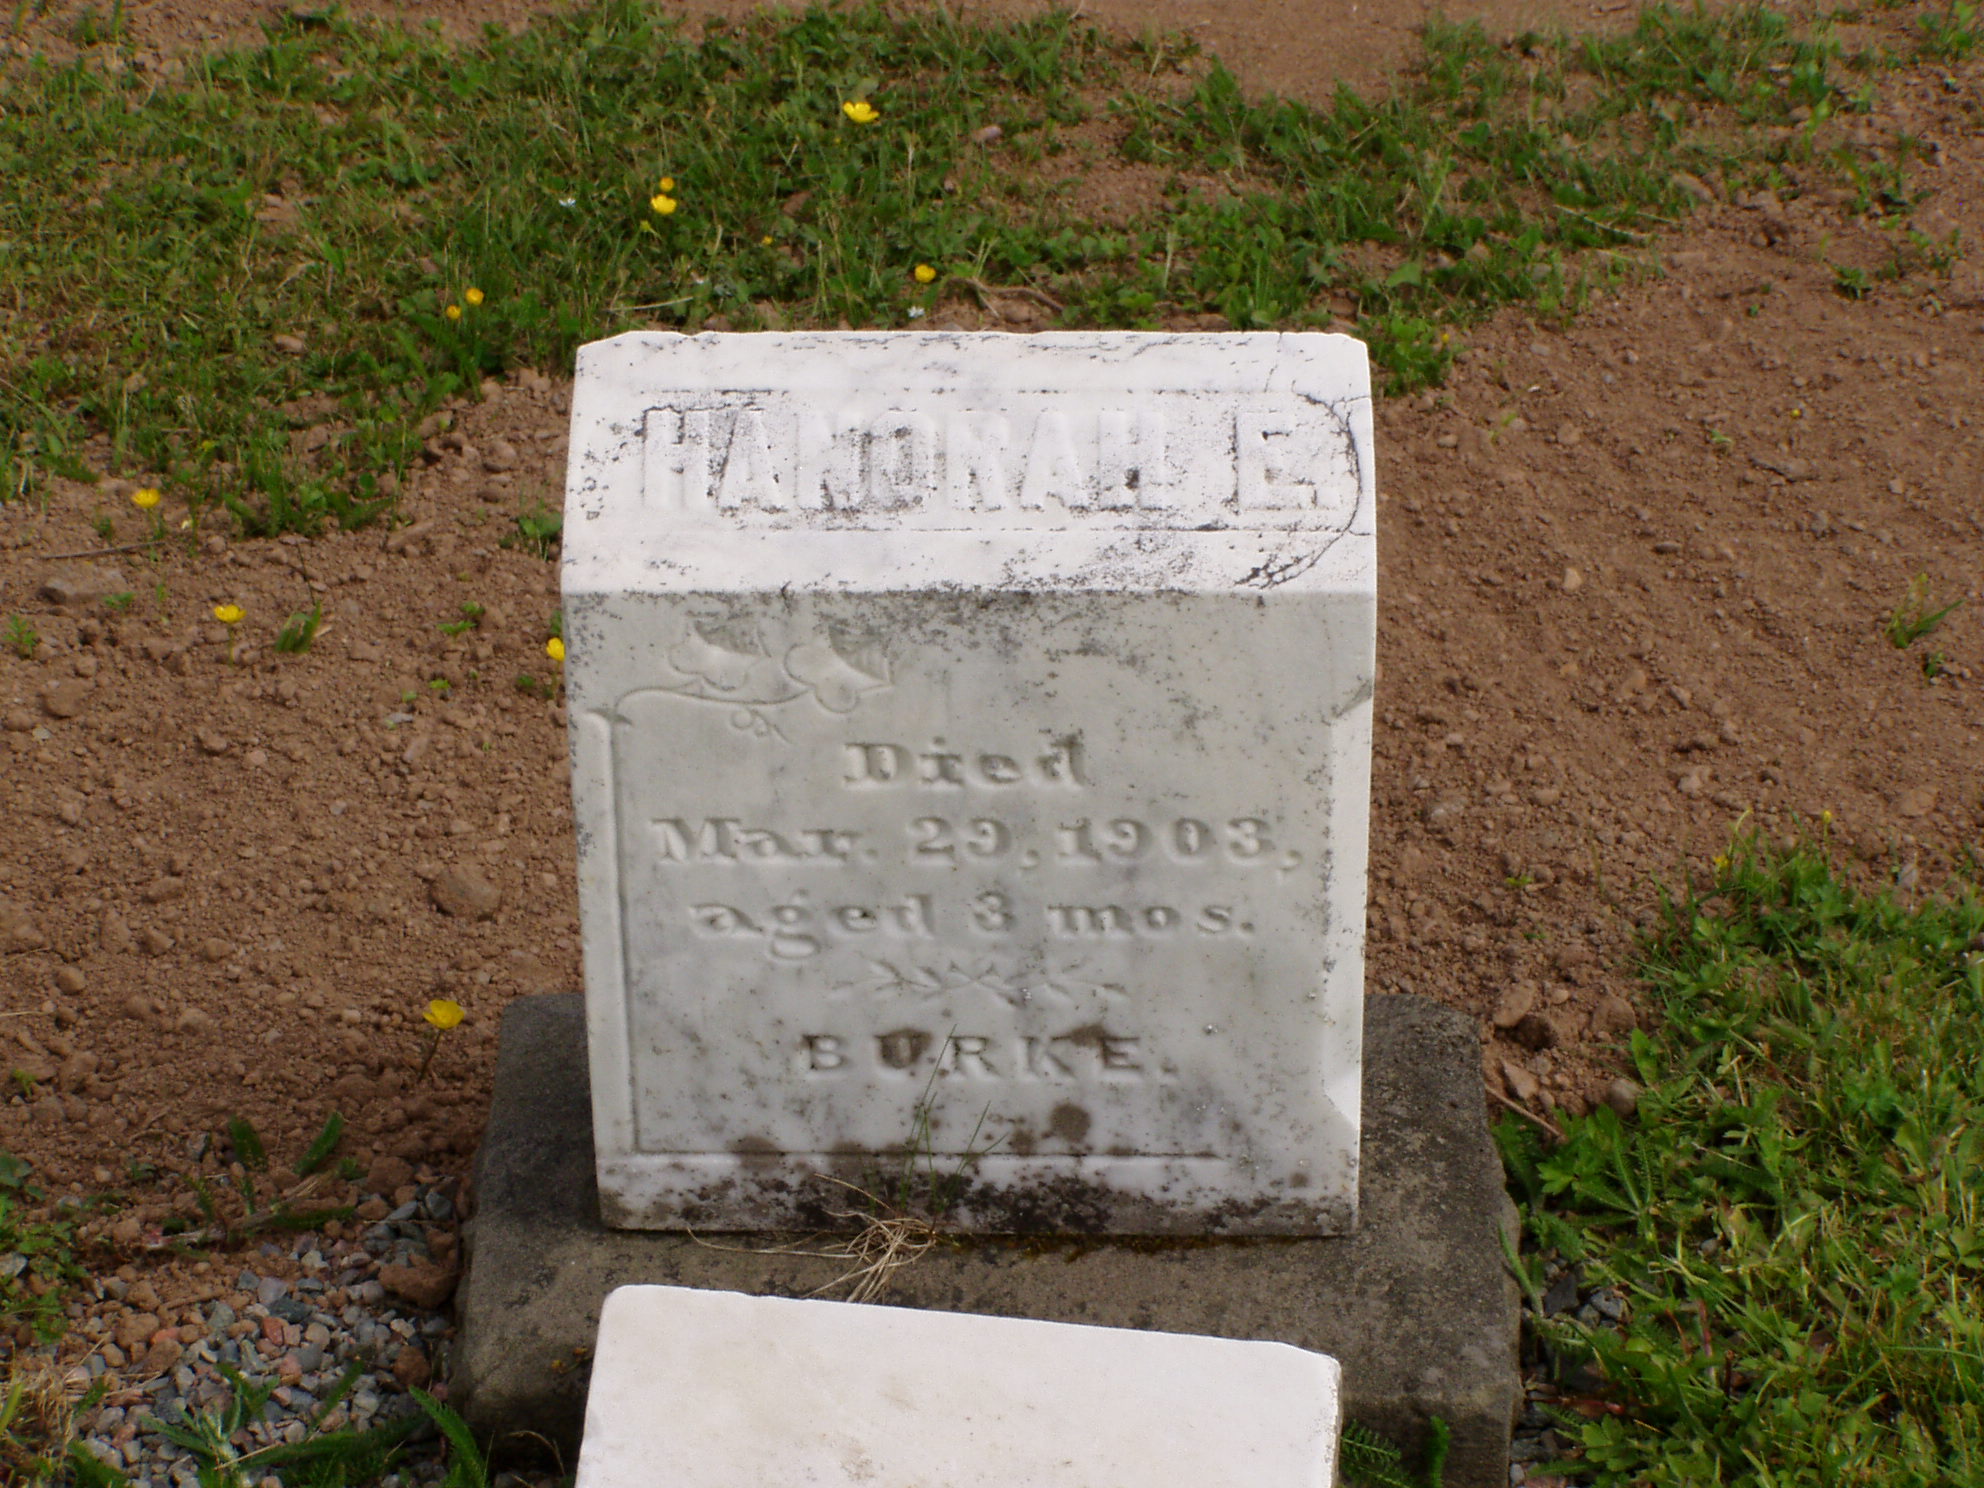 HANORAH E.
Died
Mar. 29, 1903,
aged 3 mos.
BURKE.